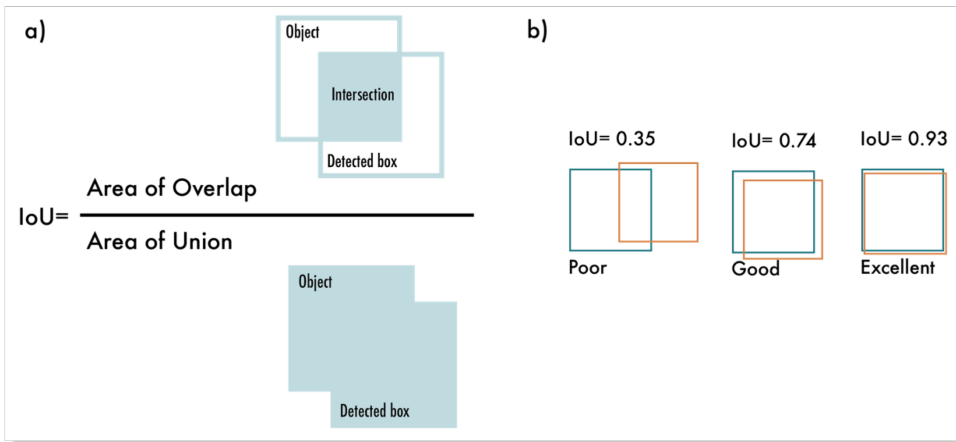 a)
Object
Intersection
Detected box
IoU=
Area of Overlap
Area of Union
Object
Detected box
b)
IoU= 0.35
IoU= 0.74
IoU= 0.93
Poor
Good
Excellent